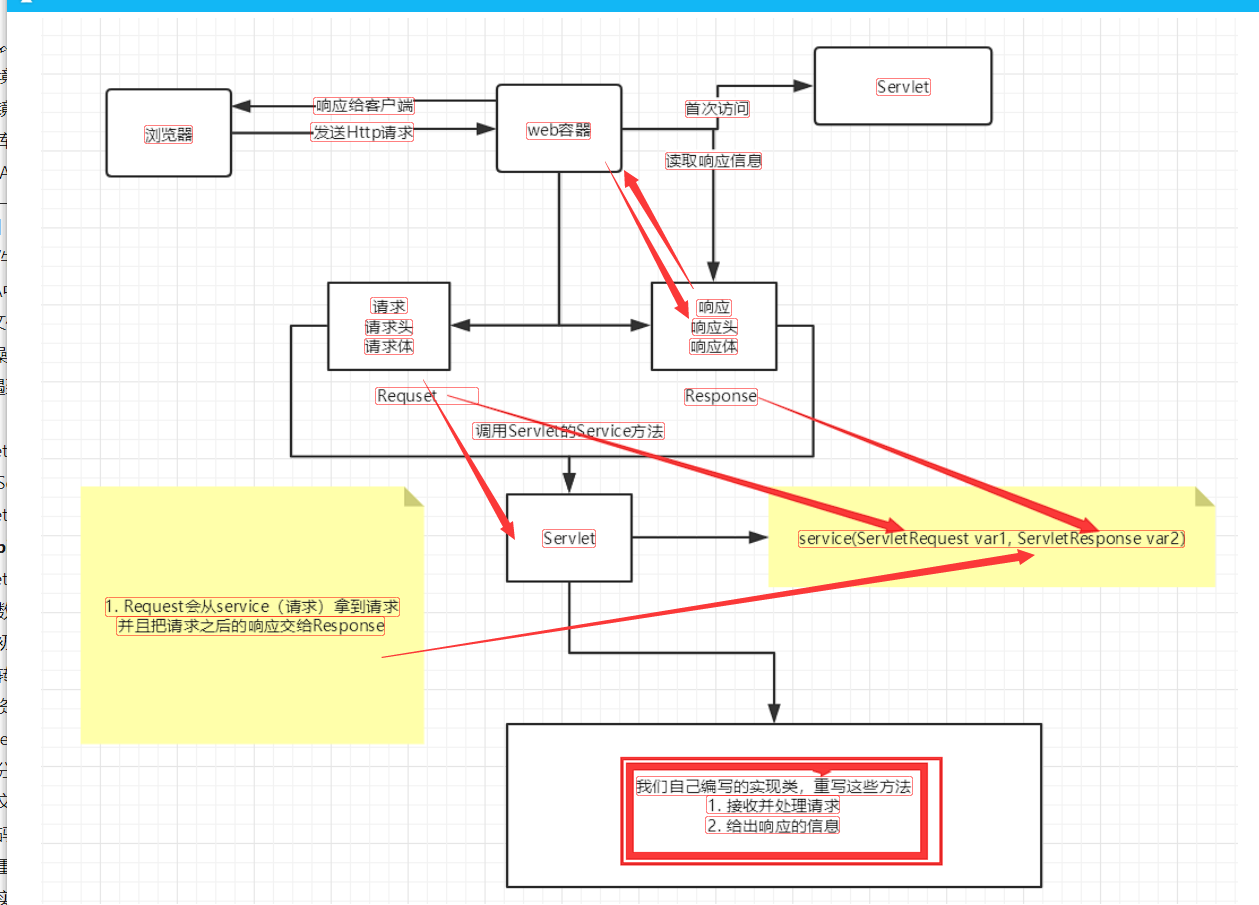 Servlet
响应给客户端
首次访问
浏览器
发送Http请求
web容器
读取响应信息
请求
请求头
请求体
响应
响应头
响应体
Requset
Response
调用Servlet的Service方法
Servlet
service(ServletRequest var1, ServletResponse var2)
1. Request会从service（请求）拿到请求
并且把请求之后的响应交给Response
我们自己编写的实现类，重写这些方法
1. 接收并处理请求
2. 给出响应的信息